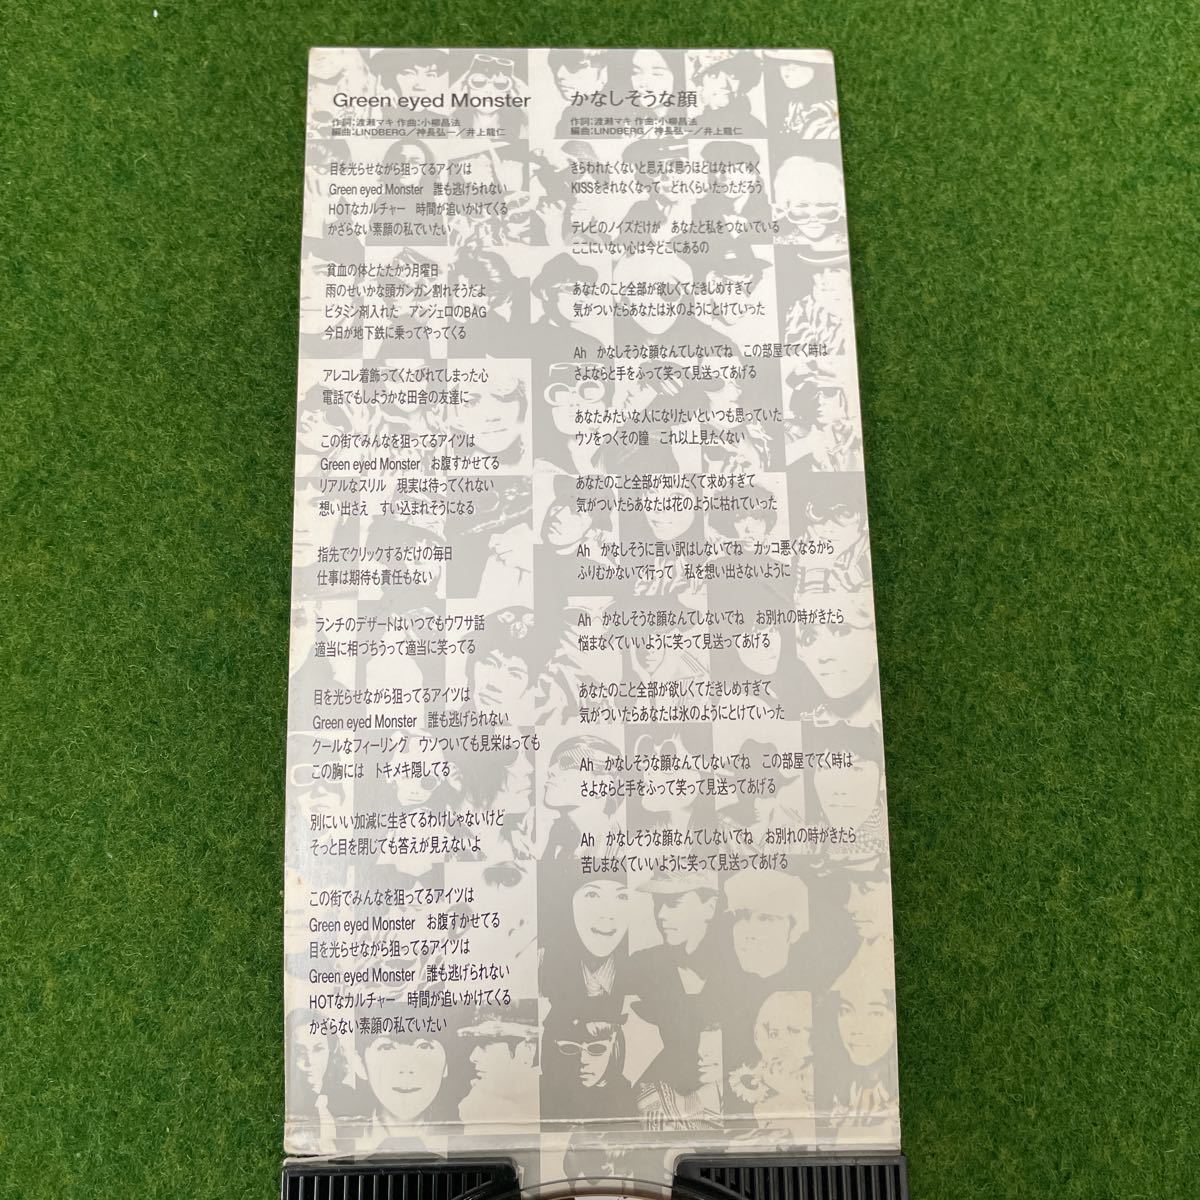 Green eyed Monster
作詞:渡瀬マキ 作曲:小柳昌法
編曲:LINDBERG/神長弘一/井上龍仁
目を光らせながら狙ってるアイツは
Green eyed Monster 誰も逃げられない
HOTなカルチャー 時間が追いかけてくる
かざらない素顔の私でいたい
貧血の体とたたかう月曜日
雨のせいかな頭ガンガン割れそうだよ
ビタミン剤入れた アンジェロのBAG
今日が地下鉄に乗ってやってくる
アレコレ着飾ってくたびれてしまった心
電話でもしようかな田舎の友達に
この街でみんなを狙ってるアイツは
Green eyed Monster お腹すかせてる
リアルなスリル 現実は待ってくれない
想い出さえ すい込まれそうになる
指先でクリックするだけの毎日
仕事は期待も責任もない
ランチのデザートはいつでもウワサ話
適当に相づちうって適当に笑ってる
目を光らせながら狙ってるアイツは
Green eyed Monster 誰も逃げられない
クールなフィーリング ウソついても見栄はっても
この胸には トキメキ隠してる
別にいい加減に生きてるわけじゃないけど
そっと目を閉じても答えが見えないよ
この街でみんなを狙ってるアイツは
Green eyed Monster お腹すかせてる
目を光らせながら狙ってるアイツは
Green eyed Monster 誰も逃げられない
HOTなカルチャー 時間が追いかけてくる
かざらない素顔の私でいたい
かなしそうな顔
作詞:渡瀬マキ 作曲:小柳昌法
編曲:LINDBERG/神長弘一/井上龍仁
きらわれたくないと思えば思うほどはなれてゆく
KISSをされなくなって どれくらいたっただろう
テレビのノイズだけが あなたと私をつないでいる
ここにいない心は今どこにあるの
あなたのこと全部が欲しくてだきしめすぎて
気がついたらあなたは氷のようにとけていった
Ah かなしそうな顔なんてしないでね この部屋でてく時は
さよならと手をふって笑って見送ってあげる
あなたみたいな人になりたいといつも思っていた
ウソをつくその瞳 これ以上見たくない
あなたのこと全部が知りたくて求めすぎて
気がついたらあなたは花のように枯れていった
Ah かなしそうに言い訳はしないでね カッコ悪くなるから
ふりむかないで行って 私を想い出さないように
Ah かなしそうな顔なんてしないでね お別れの時がきたら
悩まなくていいように笑って見送ってあげる
あなたのこと全部が欲しくてだきしめすぎて
気がついたらあなたは氷のようにとけていった
Ah かなしそうな顔なんてしないでね この部屋でてく時は
さよならと手をふって笑って見送ってあげる
Ah かなしそうな顔なんてしないでね お別れの時がきたら
苦しまなくていいように笑って見送ってあげる